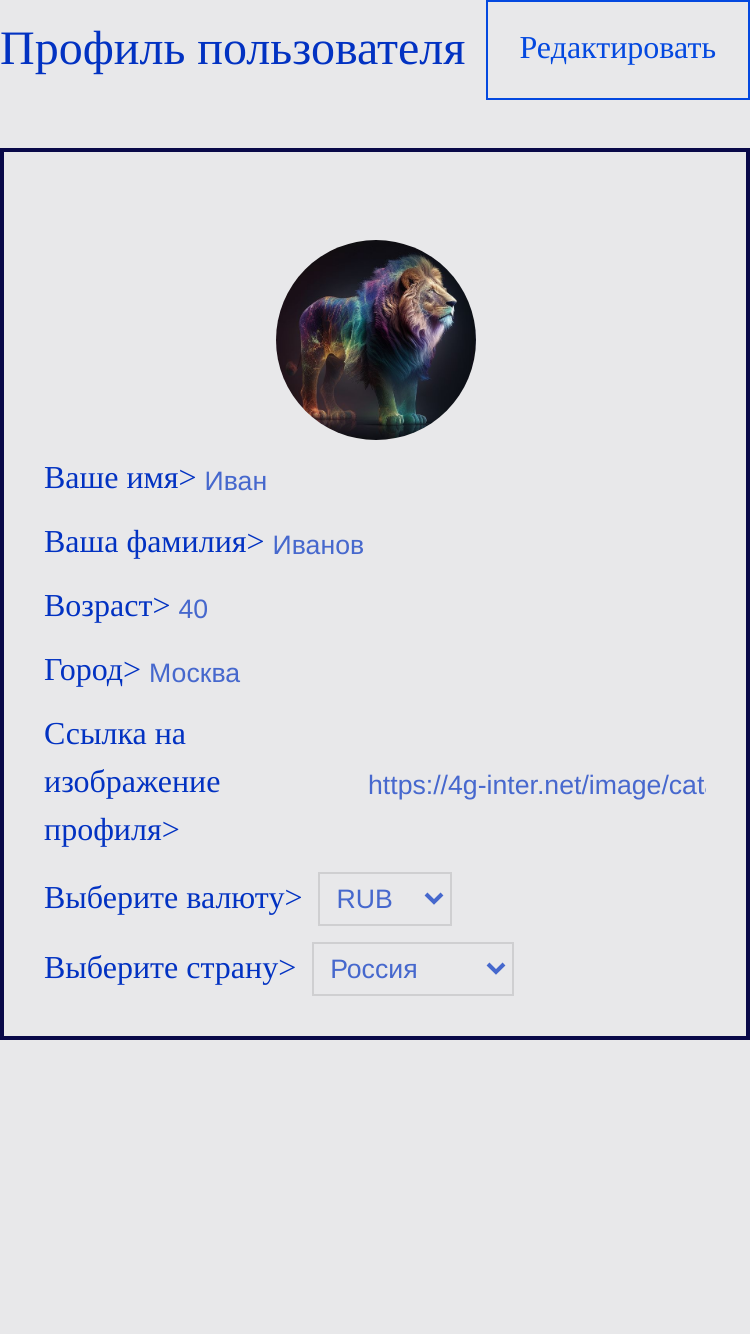 Профиль пользователя
Редактировать
Ваше имя> Иван
Ваша фамилия> Иванов
Возраст> 40
Город> Москва
Ссылка на
изображение
https://4g-inter.net/image/cat
профиля>
Выберите валюту> RUB
Выберите страну> Россия